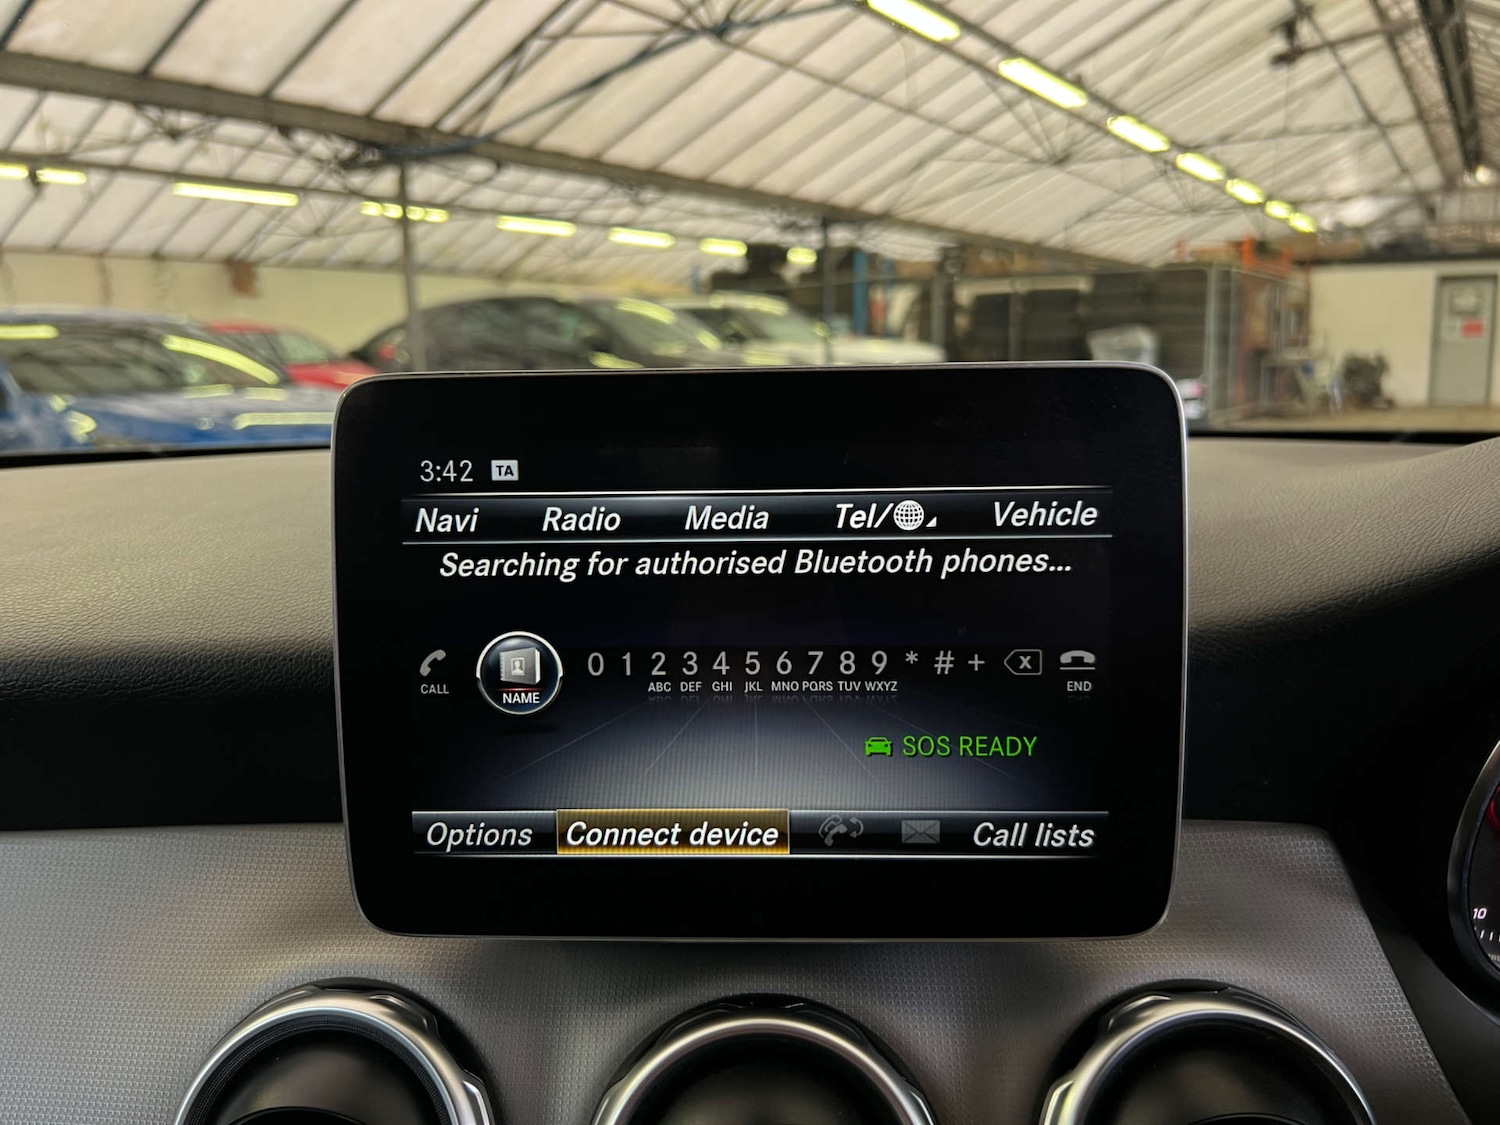 3:42 TA
Navi Radio Media Tel/ Vehicle
Searching for authorised Bluetooth phones...
0 1 2 3 4 5 6 7 8 9 * # + X
ABC DEF GHI JKL MNO PQRS TUV WXYZ
CALL NAME END
SOS READY
Options Connect device Call lists
10